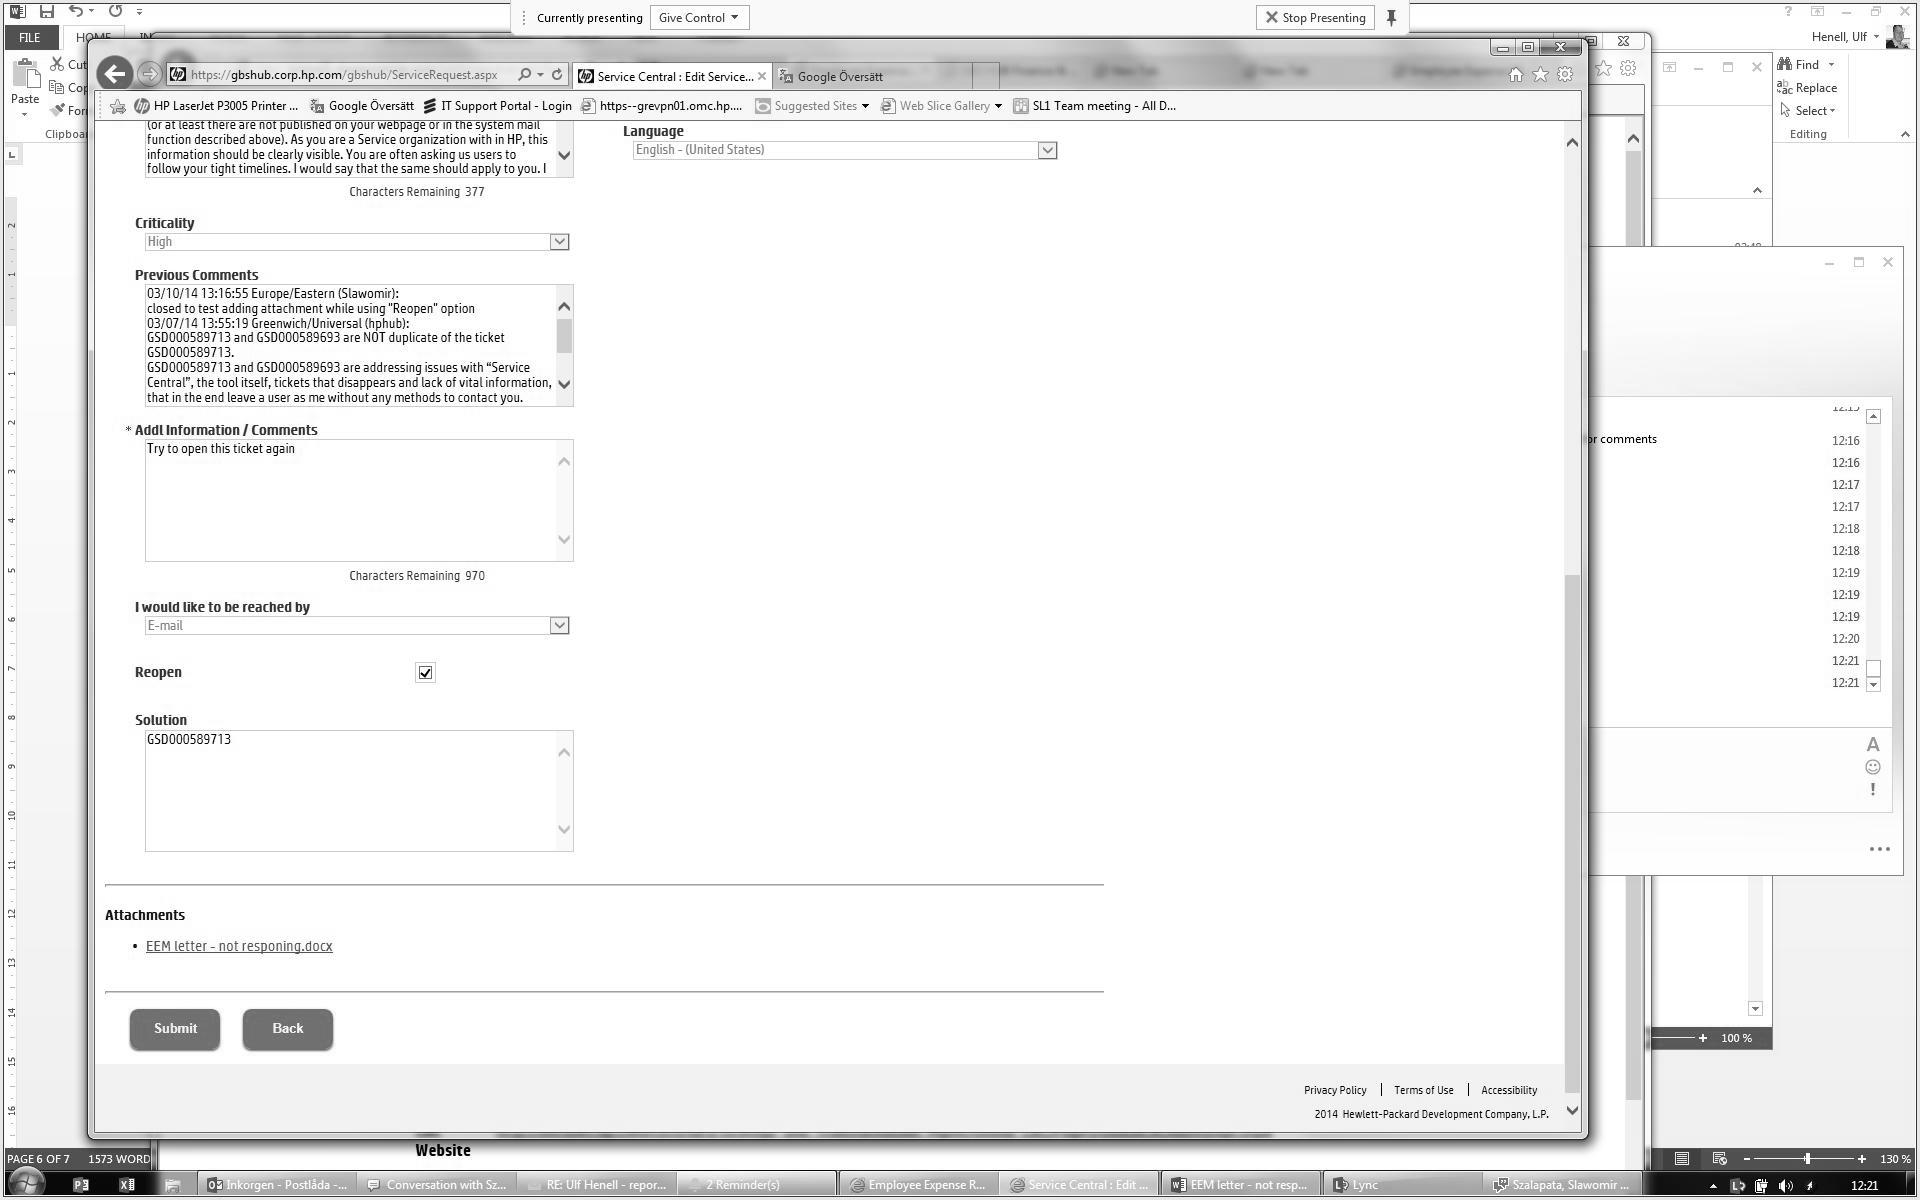 Currently presenting
Give Control
Stop Presenting
FILE
HOME
Henell, Ulf
https://gbshub.corp.hp.com/gbshub/ServiceRequest.aspx
Service Central : Edit Service...
Google Översätt
Paste
Find
Replace
Select
Editing
HP LaserJet P3005 Printer ...
Google Översätt
IT Support Portal - Login
https--grevpn01.omc.hp....
Suggested Sites
Web Slice Gallery
SL1 Team meeting - All D...
(or at least there are not published on your webpage or in the system mail
function described above). As you are a Service organization with in HP, this
information should be clearly visible. You are often asking us users to
follow your tight timelines. I would say that the same should apply to you. I
Characters Remaining 377
Language
English - (United States)
Criticality
High
Previous Comments
03/10/14 13:16:55 Europe/Eastern (Slawomir):
closed to test adding attachment while using "Reopen" option
03/07/14 13:55:19 Greenwich/Universal (hphub):
GSD000589713 and GSD000589693 are NOT duplicate of the ticket
GSD000589713.
GSD000589713 and GSD000589693 are addressing issues with “Service
Central”, the tool itself, tickets that disappears and lack of vital information,
that in the end leave a user as me without any methods to contact you.
* Addl Information / Comments
Try to open this ticket again
Characters Remaining 970
I would like to be reached by
E-mail
Reopen
Solution
GSD000589713
Attachments
• EEM letter - not responing.docx
Submit
Back
Privacy Policy | Terms of Use | Accessibility
2014 Hewlett-Packard Development Company, L.P.
or comments
12:16
12:16
12:17
12:17
12:18
12:18
12:19
12:19
12:19
12:20
12:21
12:21
100 %
Website
PAGE 6 OF 7
1573 WORD
130 %
Inkorgen - Postlåda -...
Conversation with Sz...
RE: Ulf Henell - repor...
2 Reminder(s)
Employee Expense R...
Service Central : Edit ...
EEM letter - not resp...
Lync
Szalapata, Slawomir ...
12:21